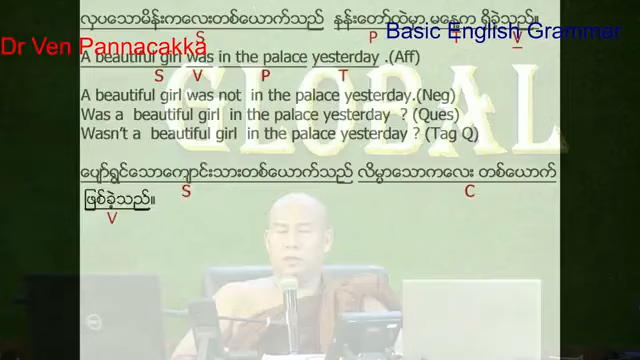 လှပသောမိန်းကလေးတစ်ယောက်သည် နန်းတော်ထဲမှာ မနေ့က ရှိခဲ့သည်။
S P T V
Dr Ven Pannacakka
Basic English Grammar
A beautiful girl was in the palace yesterday .(Aff)
S V P T
A beautiful girl was not in the palace yesterday.(Neg)
Was a beautiful girl in the palace yesterday ? (Ques)
Wasn't a beautiful girl in the palace yesterday ? (Tag Q)
GLOBAL
ပျော်ရွှင်သောကျောင်းသားတစ်ယောက်သည် လိမ္မာသောကလေး တစ်ယောက်
S C
ဖြစ်ခဲ့သည်။
V